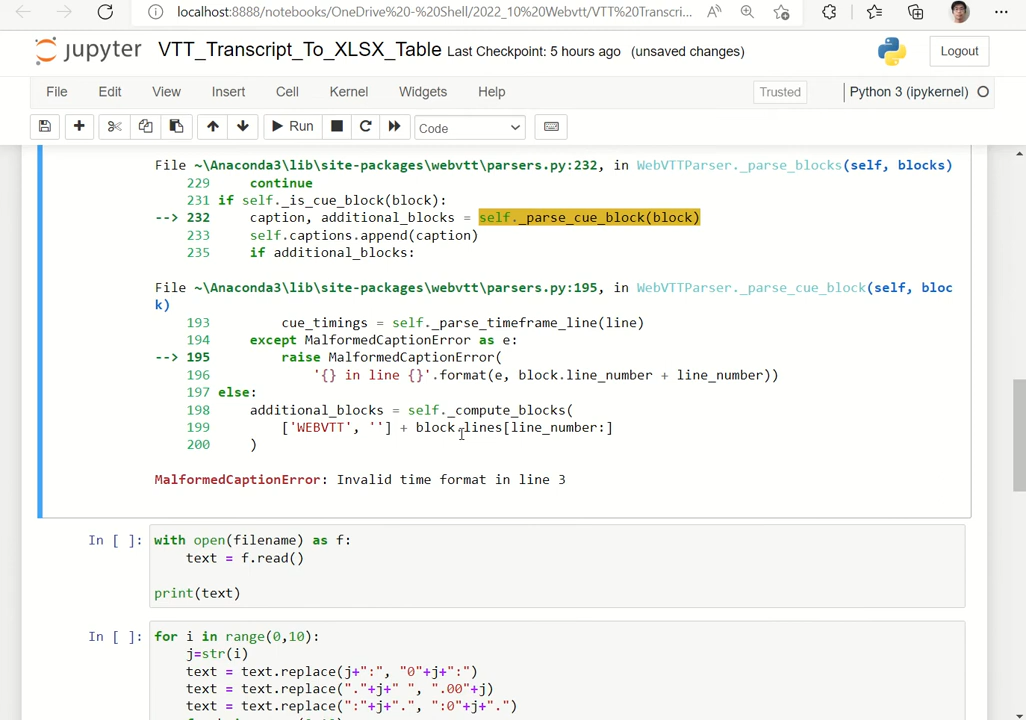 localhost:8888/notebooks/OneDrive%20-%20Shell/2022_10%20Webvtt/VTT%20Transcri...
jupyter VTT_Transcript_To_XLSX_Table Last Checkpoint: 5 hours ago (unsaved changes) Logout
File Edit View Insert Cell Kernel Widgets Help Trusted Python 3 (ipykernel)
Run Code
File ~\Anaconda3\lib\site-packages\webvtt\parsers.py:232, in WebVTTParser._parse_blocks(self, blocks)
229 continue
231 if self._is_cue_block(block):
--> 232 caption, additional_blocks = self._parse_cue_block(block)
233 self.captions.append(caption)
235 if additional_blocks:
File ~\Anaconda3\lib\site-packages\webvtt\parsers.py:195, in WebVTTParser._parse_cue_block(self, bloc
k)
193 cue_timings = self._parse_timeframe_line(line)
194 except MalformedCaptionError as e:
--> 195 raise MalformedCaptionError(
196 '{} in line {}'.format(e, block.line_number + line_number))
197 else:
198 additional_blocks = self._compute_blocks(
199 ['WEBVTT', ''] + block.lines[line_number:]
200 )
MalformedCaptionError: Invalid time format in line 3
In [ ]: with open(filename) as f:
text = f.read()
print(text)
In [ ]: for i in range(0,10):
j=str(i)
text = text.replace(j+":", "0"+j+":")
text = text.replace("."+j+" ", ".00"+j)
text = text.replace(":"+j+".", ":0"+j+".")